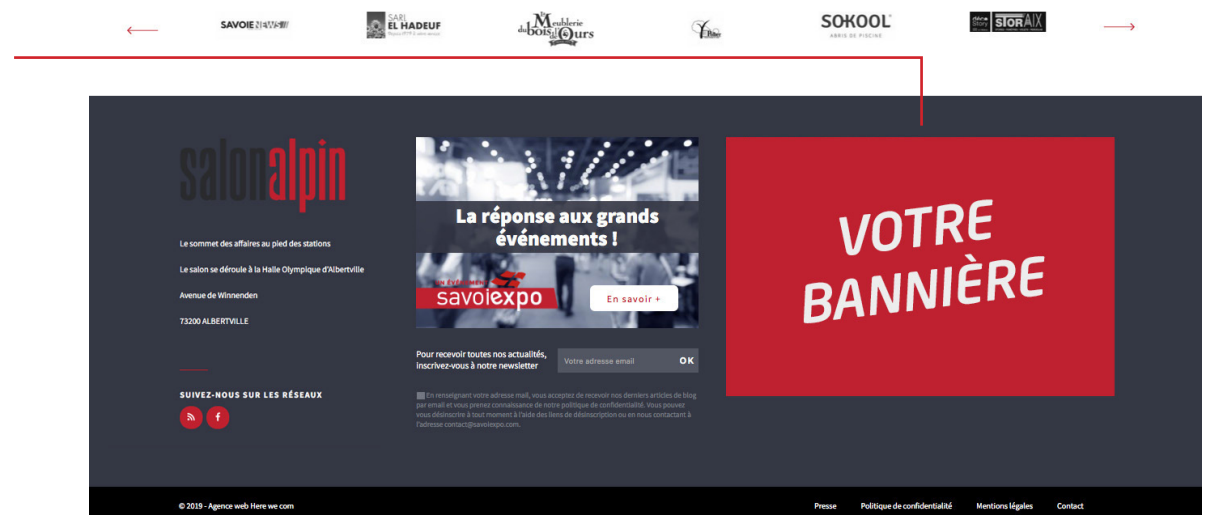 SAVOIE NEWS
SARL
EL HADEUF
la Meublerie
du bois de l'Ours
SOKOOL
ABRIS DE PISCINE
déco
Story
STORAIX
salonalpin
Le sommet des affaires au pied des stations
Le salon se déroule à la Halle Olympique d'Albertville
Avenue de Winnenden
73200 ALBERTVILLE
SUIVEZ-NOUS SUR LES RÉSEAUX
La réponse aux grands
événements !
UN ÉVÉNEMENT
savoiexpo
En savoir +
Pour recevoir toutes nos actualités,
inscrivez-vous à notre newsletter
Votre adresse email
OK
En renseignant votre adresse mail, vous acceptez de recevoir nos derniers articles de blog
par email et vous prenez connaissance de notre politique de confidentialité. Vous pouvez
vous désinscrire à tout moment à l'aide des liens de désinscription ou en nous contactant à
l'adresse contact@savoiexpo.com.
VOTRE
BANNIÈRE
© 2019 - Agence web Here we com
Presse
Politique de confidentialité
Mentions légales
Contact